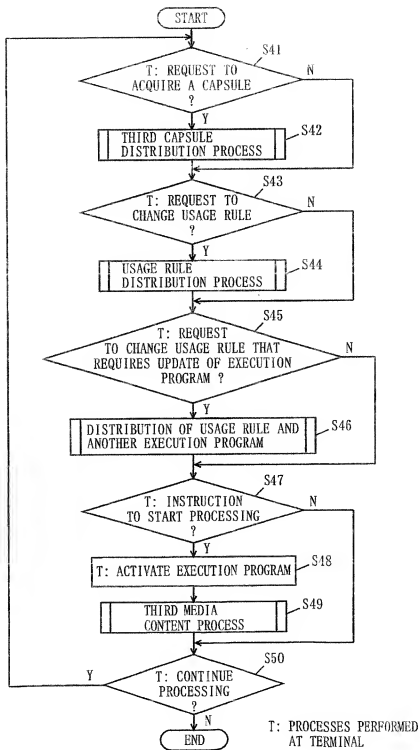 START
S41
T: REQUEST TO
ACQUIRE A CAPSULE
?
N
Y
S42
THIRD CAPSULE
DISTRIBUTION PROCESS
S43
T: REQUEST TO
CHANGE USAGE RULE
?
N
Y
S44
USAGE RULE
DISTRIBUTION PROCESS
S45
T: REQUEST
TO CHANGE USAGE RULE THAT
REQUIRES UPDATE OF EXECUTION
PROGRAM ?
N
Y
DISTRIBUTION OF USAGE RULE AND
ANOTHER EXECUTION PROGRAM
S46
S47
T: INSTRUCTION
TO START PROCESSING
?
N
Y
S48
T: ACTIVATE EXECUTION PROGRAM
S49
THIRD MEDIA
CONTENT PROCESS
S50
Y
T: CONTINUE
PROCESSING
?
N
END
T: PROCESSES PERFORMED
AT TERMINAL